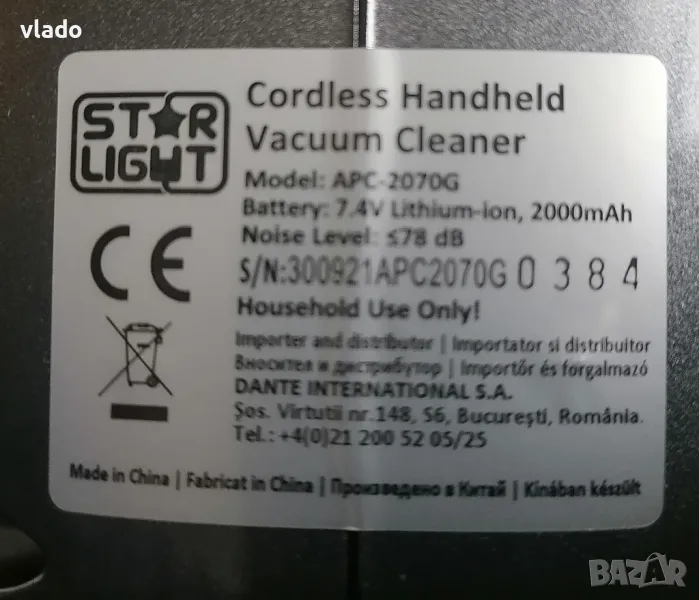 vlado
STAR LIGHT
Cordless Handheld
Vacuum Cleaner
Model: APC-2070G
Battery: 7.4V Lithium-ion, 2000mAh
Noise Level: ≤78 dB
S/N:300921APC2070G 0 3 8 4
Household Use Only!
CE
Importer and distributor | Importator si distribuitor
Вносител и дистрибутор | Importőr és forgalmazó
DANTE INTERNATIONAL S.A.
Șos. Virtutii nr.148, S6, București, România.
Tel.: +4(0)21 200 52 05/25
Made in China | Fabricat in China | Произведено в Китай | Kínában készült
BAZAR